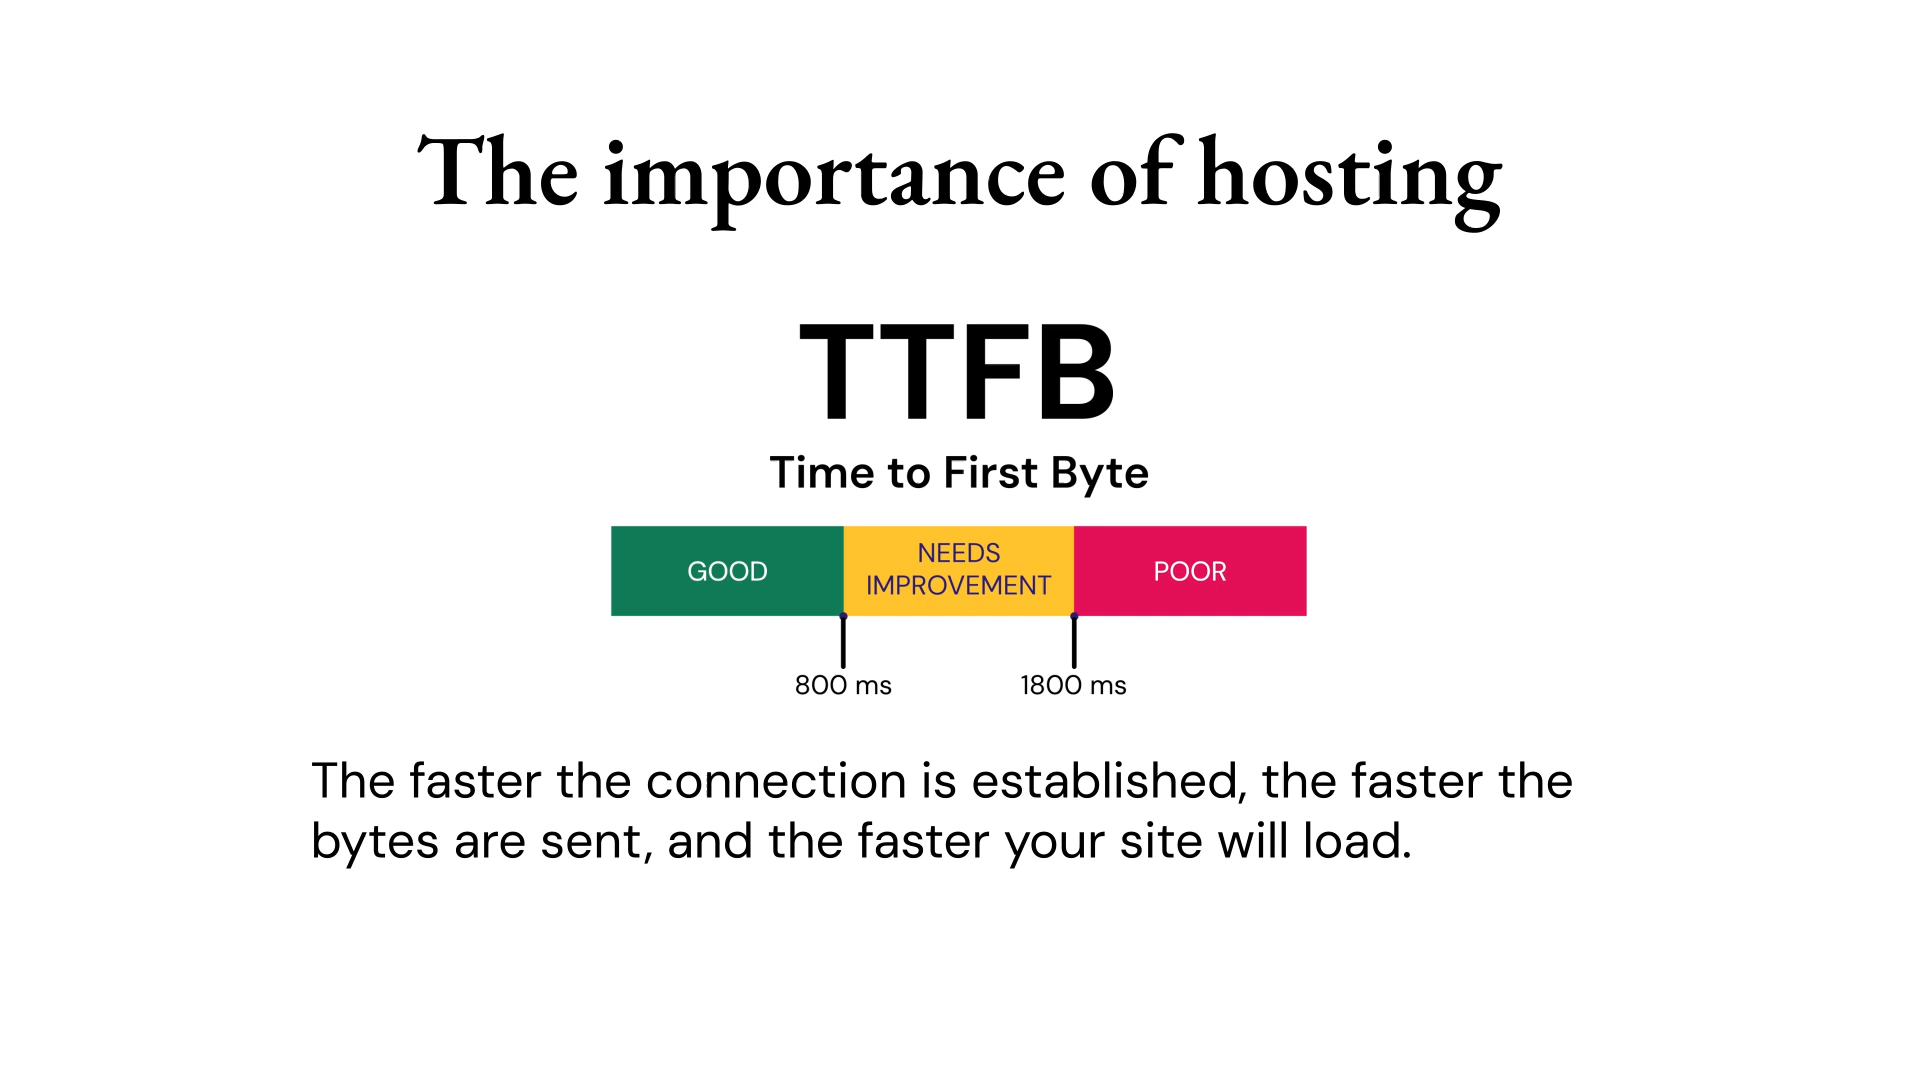 The importance of hosting
TTFB
Time to First Byte
GOOD
NEEDS
IMPROVEMENT
POOR
800 ms
1800 ms
The faster the connection is established, the faster the
bytes are sent, and the faster your site will load.